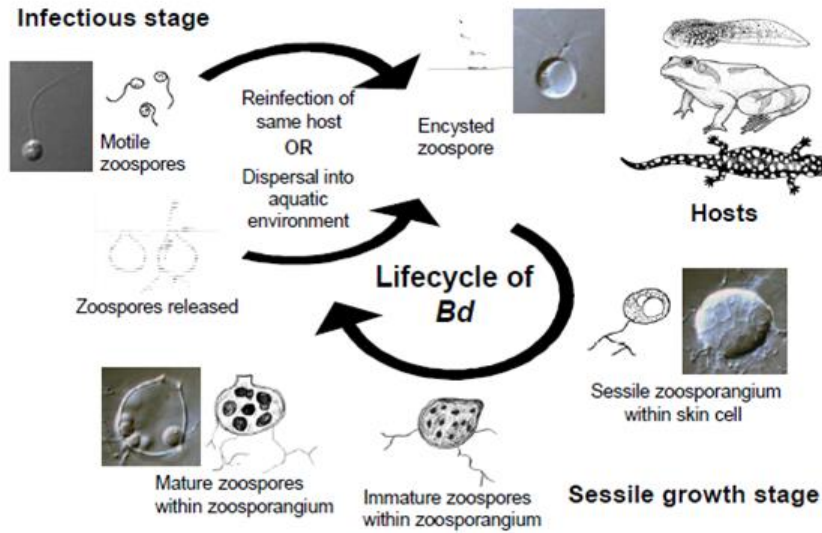 Infectious stage
Motile
zoospores
Reinfection of
same host
OR
Dispersal into
aquatic
environment
Encysted
zoospore
Hosts
Zoospores released
Lifecycle of
Bd
Sessile zoosporangium
within skin cell
Mature zoospores
within zoosporangium
Immature zoospores
within zoosporangium
Sessile growth stage